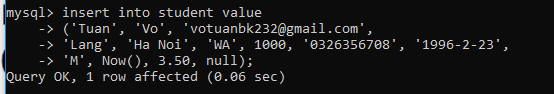 mysql> insert into student value
    -> ('Tuan', 'Vo', 'votuanbk232@gmail.com',
    -> 'Lang', 'Ha Noi', 'WA', 1000, '0326356708', '1996-2-23',
    -> 'M', Now(), 3.50, null);
Query OK, 1 row affected (0.06 sec)